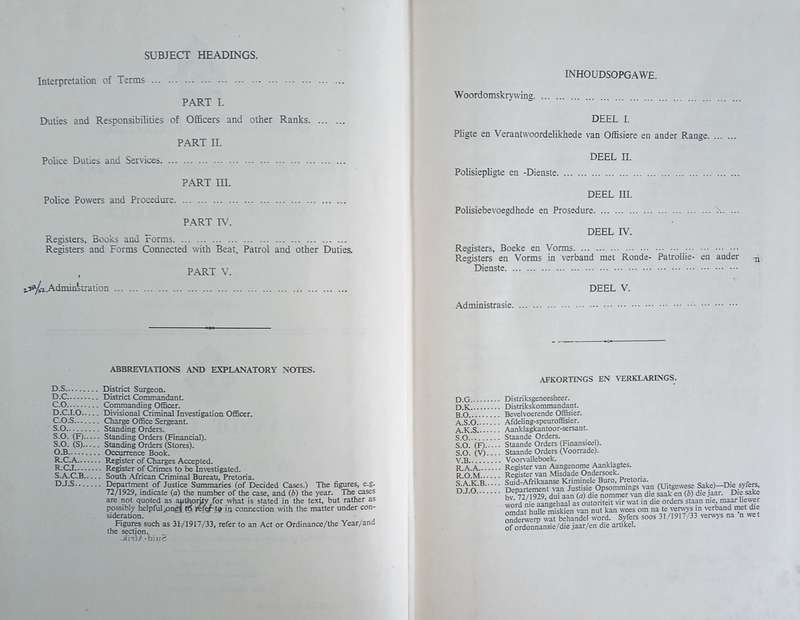 SUBJECT HEADINGS.
Interpretation of Terms ... ... ... ... ... ... ... ... ... ... ... ... ...
PART I.
Duties and Responsibilities of Officers and other Ranks. ... ...
PART II.
Police Duties and Services. ... ... ... ... ... ... ... ... ... ... ... ...
PART III.
Police Powers and Procedure. ... ... ... ... ... ... ... ... ... ... ...
PART IV.
Registers, Books and Forms. ... ... ... ... ... ... ... ... ... ... ...
Registers and Forms Connected with Beat, Patrol and other Duties.
PART V.
Administration ... ... ... ... ... ... ... ... ... ... ... ... ... ... ...
ABBREVIATIONS AND EXPLANATORY NOTES.
D.S......... District Surgeon.
D.C......... District Commandant.
C.O......... Commanding Officer.
D.C.I.O..... Divisional Criminal Investigation Officer.
C.O.S....... Charge Office Sergeant.
S.O......... Standing Orders.
S.O. (F)..... Standing Orders (Financial).
S.O. (S)..... Standing Orders (Stores).
O.B......... Occurrence Book.
R.C.A....... Register of Charges Accepted.
R.C.I........ Register of Crimes to be Investigated.
S.A.C.B.... South African Criminal Bureau, Pretoria.
D.J.S....... Department of Justice Summaries (of Decided Cases.) The figures, e.g.
72/1929, indicate (a) the number of the case, and (b) the year. The cases
are not quoted as authority for what is stated in the text, but rather as
possibly helpful ones to refer to in connection with the matter under con-
sideration.
Figures such as 31/1917/33, refer to an Act or Ordinance/the Year/and
the section.
INHOUDSOPGAWE.
Woordomskrywing. ... ... ... ... ... ... ... ... ... ... ... ... ... ...
DEEL I.
Pligte en Verantwoordelikhede van Offisiere en ander Range. ... ...
DEEL II.
Polisiepligte en -Dienste. ... ... ... ... ... ... ... ... ... ... ... ... ...
DEEL III.
Polisiebevoegdhede en Prosedure. ... ... ... ... ... ... ... ... ... ...
DEEL IV.
Registers, Boeke en Vorms. ... ... ... ... ... ... ... ... ... ... ... ...
Registers en Vorms in verband met Ronde- Patrollie- en ander
Dienste. ... ... ... ... ... ... ... ... ... ... ... ... ... ... ... ...
DEEL V.
Administrasie. ... ... ... ... ... ... ... ... ... ... ... ... ... ... ...
AFKORTINGS EN VERKLARINGS.
D.G......... Distriksgeneesheer.
D.K......... Distrikskommandant.
B.O......... Bevelvoerende Offisier.
A.S.O....... Afdeling-speuroffisier.
A.K.S....... Aanklagkantoor-sersant.
S.O......... Staande Orders.
S.O. (F)..... Staande Orders (Finansieel).
S.O. (V)..... Staande Orders (Voorrade).
V.B......... Voorvalleboek.
R.A.A....... Register van Aangenome Aanklagtes.
R.O.M...... Register van Misdade Ondersoek.
S.A.K.B..... Suid-Afrikaanse Kriminele Buro, Pretoria.
D.J.O....... Departement van Justisie Opsommings van (Uitgewese Sake)—Die syfers,
bv. 72/1929, dui aan (a) die nommer van die saak en (b) die jaar. Die sake
word nie aangehaal as outoriteit vir wat in die orders staan nie, maar liewer
omdat hulle miskien van nut kan wees om na te verwys in verband met die
onderwerp wat behandel word. Syfers soos 31/1917/33 verwys na 'n wet
of ordonnansie/die jaar/en die artikel.